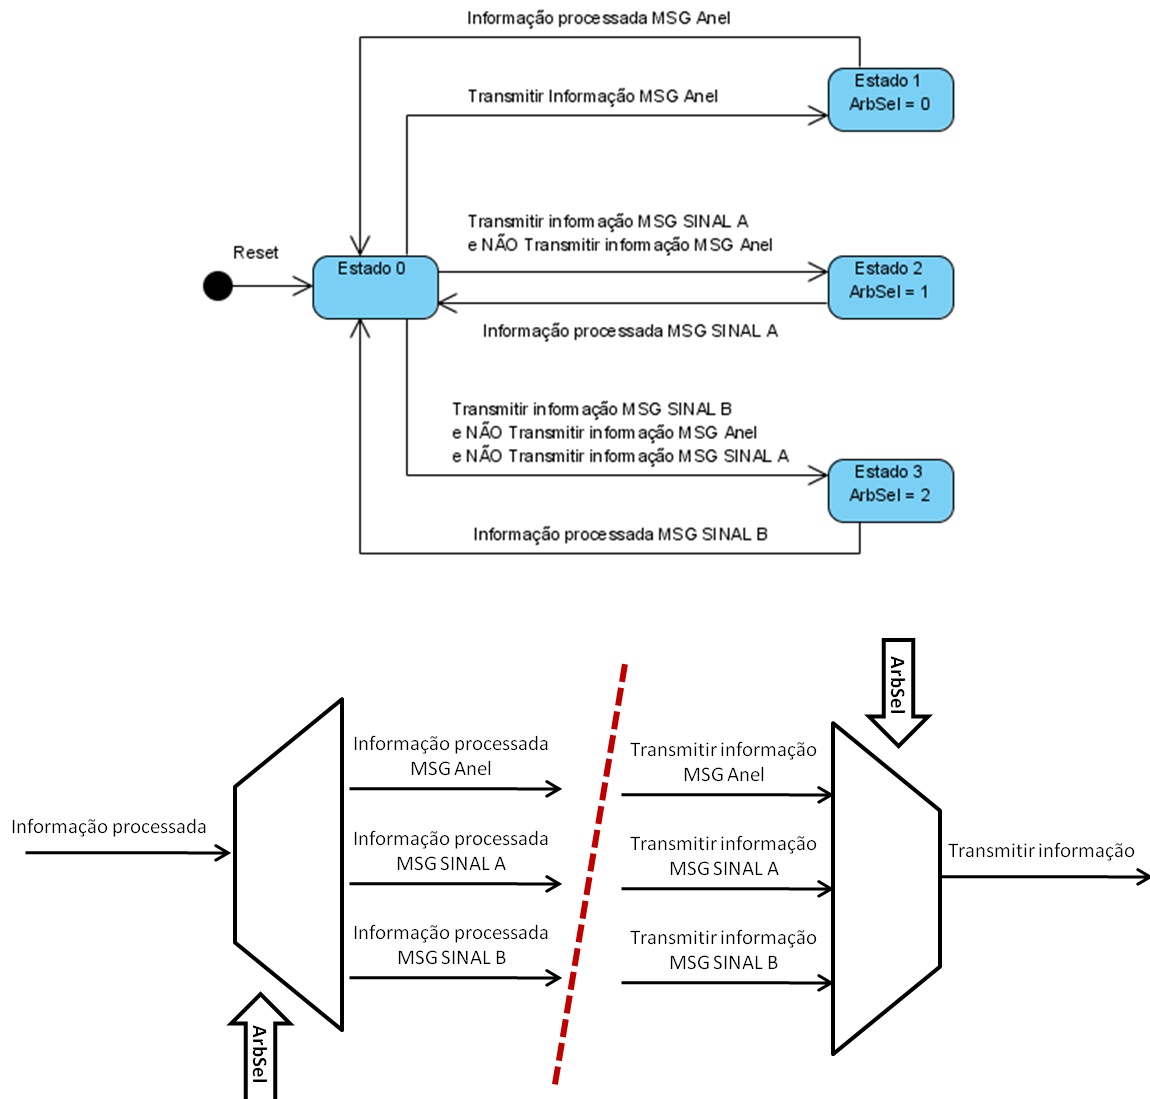 Informação processada MSG Anel
Estado 1
ArbSel = 0
Transmitir Informação MSG Anel
Transmitir informação MSG SINAL A
e NÃO Transmitir informação MSG Anel
Reset
Estado 0
Estado 2
ArbSel = 1
Informação processada MSG SINAL A
Transmitir informação MSG SINAL B
e NÃO Transmitir informação MSG Anel
e NÃO Transmitir informação MSG SINAL A
Estado 3
ArbSel = 2
Informação processada MSG SINAL B
ArbSel
Informação processada
MSG Anel
Transmitir informação
MSG Anel
Informação processada
Informação processada
MSG SINAL A
Transmitir informação
MSG SINAL A
Transmitir informação
Informação processada
MSG SINAL B
Transmitir informação
MSG SINAL B
ArbSel